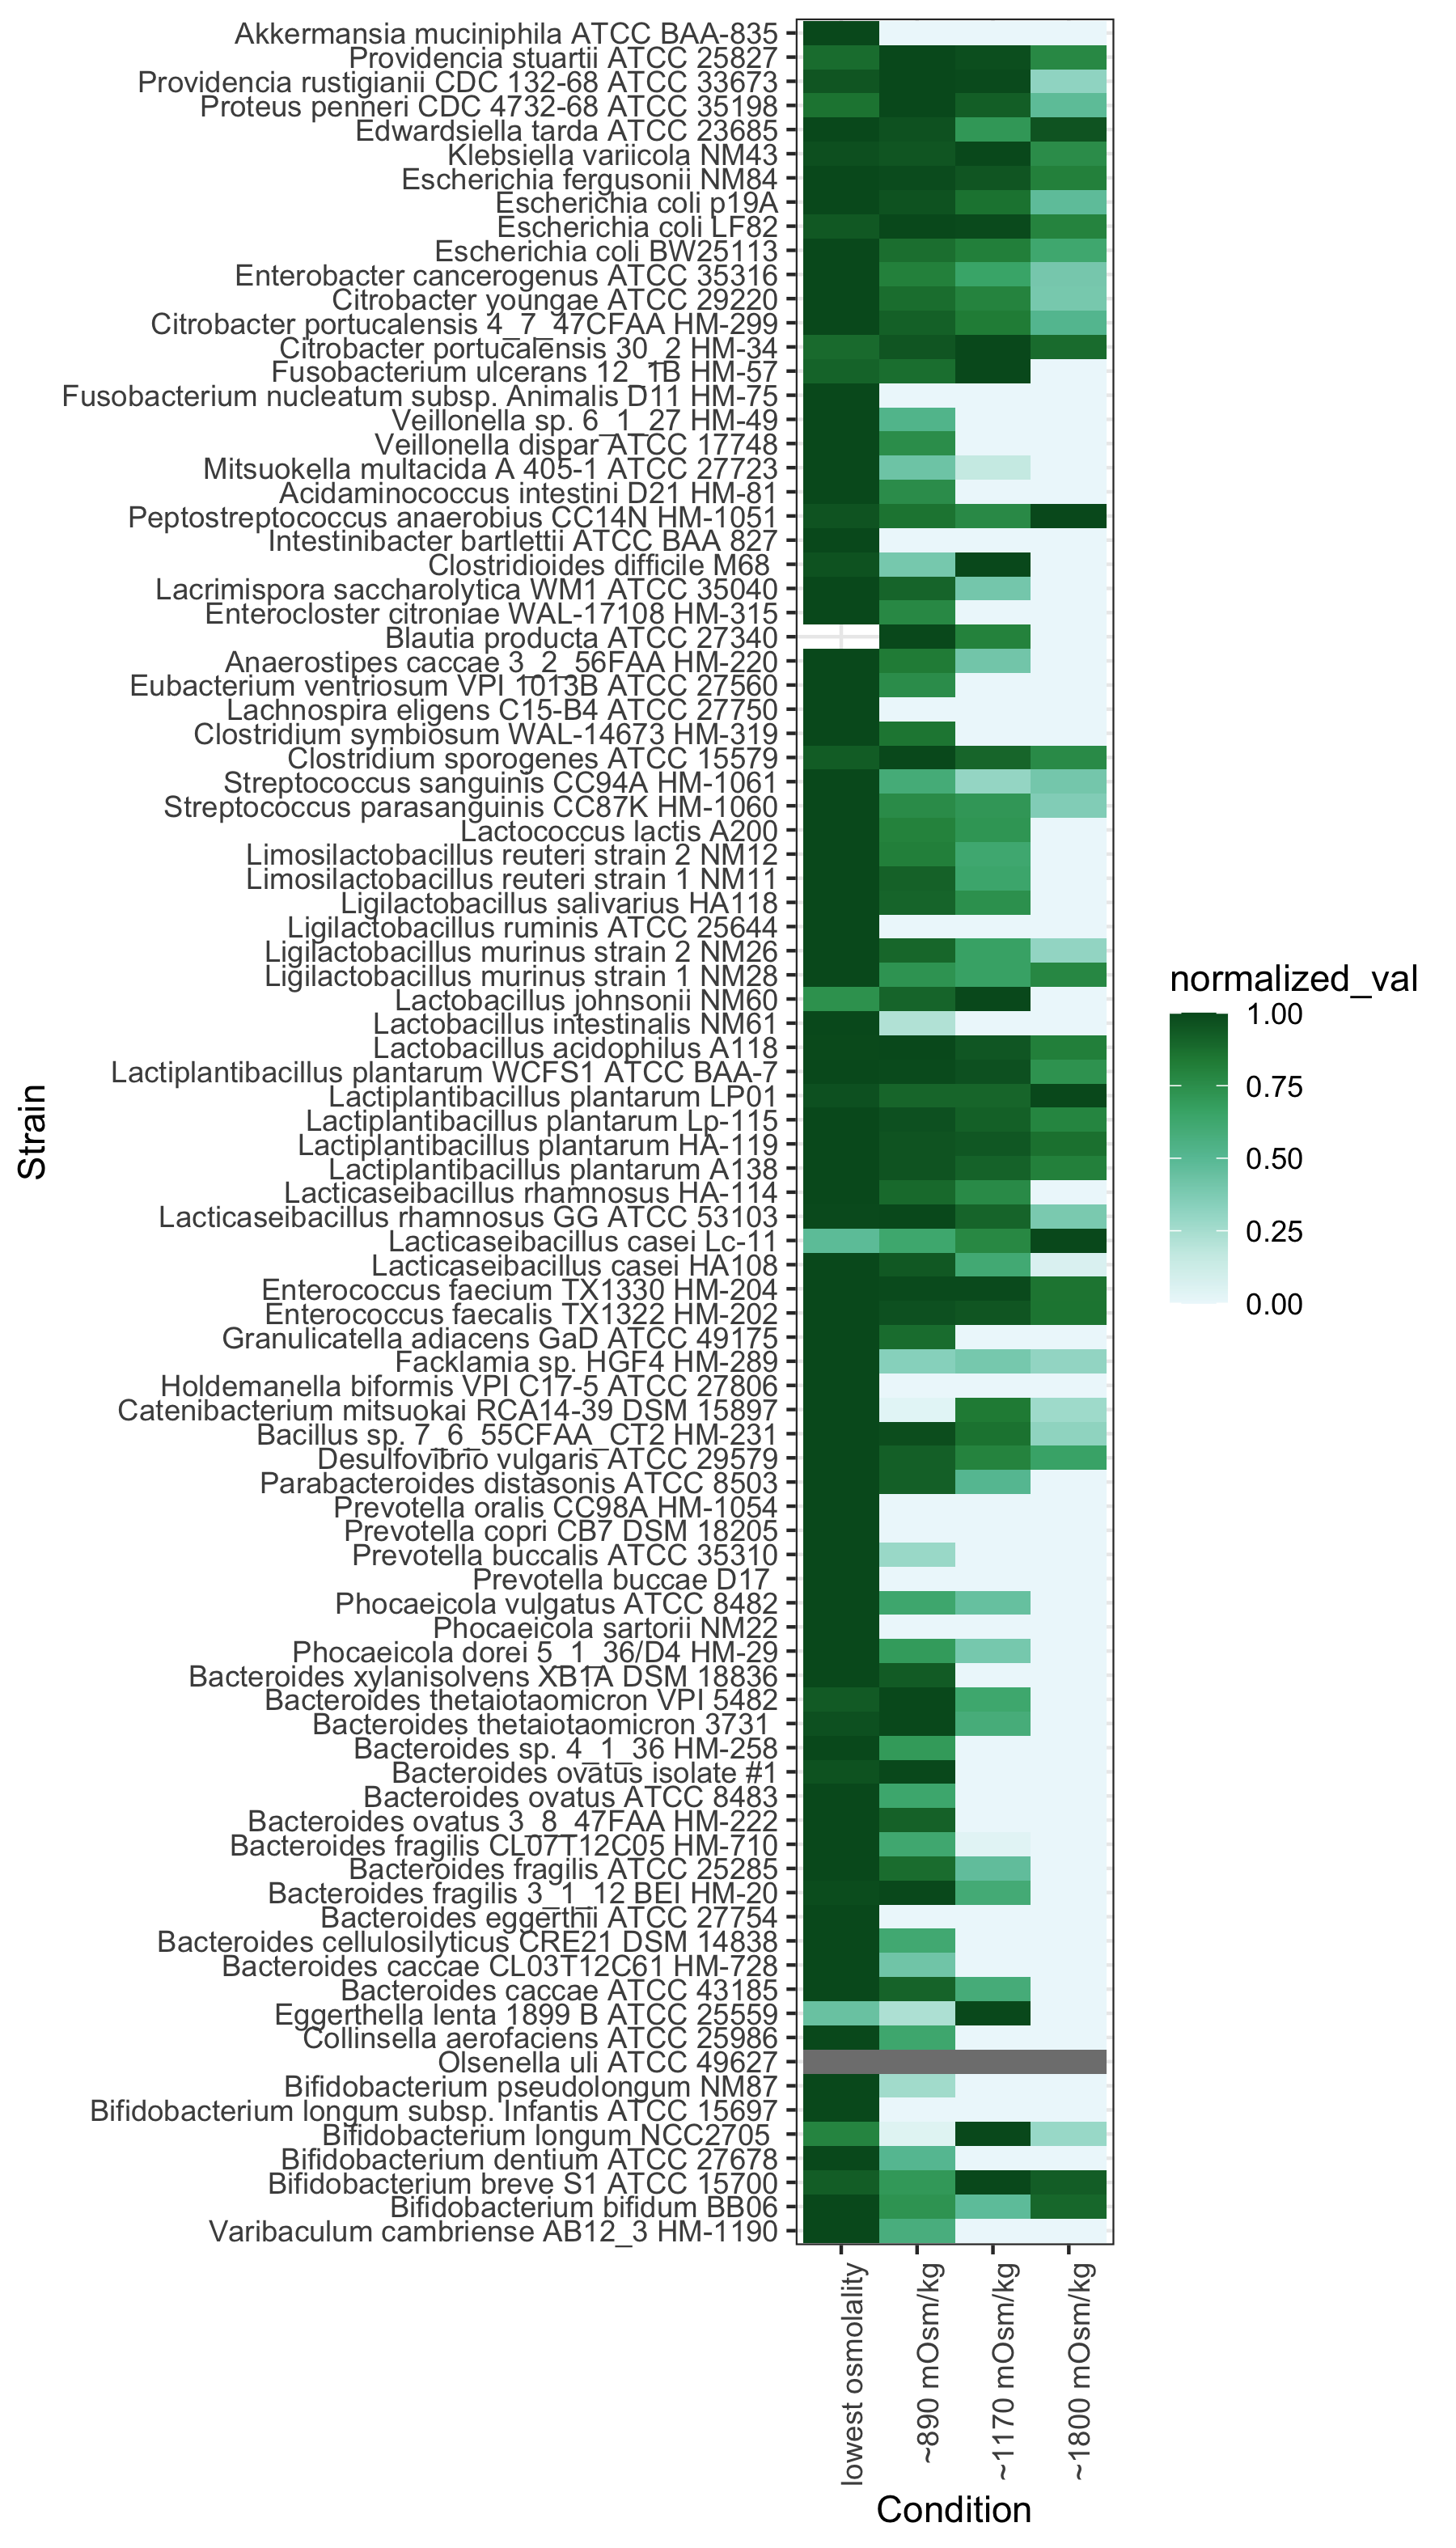 Akkermansia muciniphila ATCC BAA-835
Providencia stuartii ATCC 25827
Providencia rustigianii CDC 132-68 ATCC 33673
Proteus penneri CDC 4732-68 ATCC 35198
Edwardsiella tarda ATCC 23685
Klebsiella variicola NM43
Escherichia fergusonii NM84
Escherichia coli p19A
Escherichia coli LF82
Escherichia coli BW25113
Enterobacter cancerogenus ATCC 35316
Citrobacter youngae ATCC 29220
Citrobacter portucalensis 4_7_47CFAA HM-299
Citrobacter portucalensis 30_2 HM-34
Fusobacterium ulcerans 12_1B HM-57
Fusobacterium nucleatum subsp. Animalis D11 HM-75
Veillonella sp. 6_1_27 HM-49
Veillonella dispar ATCC 17748
Mitsuokella multacida A 405-1 ATCC 27723
Acidaminococcus intestini D21 HM-81
Peptostreptococcus anaerobius CC14N HM-1051
Intestinibacter bartlettii ATCC BAA 827
Clostridioides difficile M68
Lacrimispora saccharolytica WM1 ATCC 35040
Enterocloster citroniae WAL-17108 HM-315
Blautia producta ATCC 27340
Anaerostipes caccae 3_2_56FAA HM-220
Eubacterium ventriosum VPI 1013B ATCC 27560
Lachnospira eligens C15-B4 ATCC 27750
Clostridium symbiosum WAL-14673 HM-319
Clostridium sporogenes ATCC 15579
Streptococcus sanguinis CC94A HM-1061
Streptococcus parasanguinis CC87K HM-1060
Lactococcus lactis A200
Limosilactobacillus reuteri strain 2 NM12
Limosilactobacillus reuteri strain 1 NM11
Ligilactobacillus salivarius HA118
Ligilactobacillus ruminis ATCC 25644
Ligilactobacillus murinus strain 2 NM26
Ligilactobacillus murinus strain 1 NM28
Lactobacillus johnsonii NM60
Lactobacillus intestinalis NM61
Lactobacillus acidophilus A118
Lactiplantibacillus plantarum WCFS1 ATCC BAA-7
Lactiplantibacillus plantarum LP01
Lactiplantibacillus plantarum Lp-115
Lactiplantibacillus plantarum HA-119
Lactiplantibacillus plantarum A138
Lacticaseibacillus rhamnosus HA-114
Lacticaseibacillus rhamnosus GG ATCC 53103
Lacticaseibacillus casei Lc-11
Lacticaseibacillus casei HA108
Enterococcus faecium TX1330 HM-204
Enterococcus faecalis TX1322 HM-202
Granulicatella adiacens GaD ATCC 49175
Facklamia sp. HGF4 HM-289
Holdemanella biformis VPI C17-5 ATCC 27806
Catenibacterium mitsuokai RCA14-39 DSM 15897
Bacillus sp. 7_6_55CFAA_CT2 HM-231
Desulfovibrio vulgaris ATCC 29579
Parabacteroides distasonis ATCC 8503
Prevotella oralis CC98A HM-1054
Prevotella copri CB7 DSM 18205
Prevotella buccalis ATCC 35310
Prevotella buccae D17
Phocaeicola vulgatus ATCC 8482
Phocaeicola sartorii NM22
Phocaeicola dorei 5_1_36/D4 HM-29
Bacteroides xylanisolvens XB1A DSM 18836
Bacteroides thetaiotaomicron VPI 5482
Bacteroides thetaiotaomicron 3731
Bacteroides sp. 4_1_36 HM-258
Bacteroides ovatus isolate #1
Bacteroides ovatus ATCC 8483
Bacteroides ovatus 3_8_47FAA HM-222
Bacteroides fragilis CL07T12C05 HM-710
Bacteroides fragilis ATCC 25285
Bacteroides fragilis 3_1_12 BEI HM-20
Bacteroides eggerthii ATCC 27754
Bacteroides cellulosilyticus CRE21 DSM 14838
Bacteroides caccae CL03T12C61 HM-728
Bacteroides caccae ATCC 43185
Eggerthella lenta 1899 B ATCC 25559
Collinsella aerofaciens ATCC 25986
Olsenella uli ATCC 49627
Bifidobacterium pseudolongum NM87
Bifidobacterium longum subsp. Infantis ATCC 15697
Bifidobacterium longum NCC2705
Bifidobacterium dentium ATCC 27678
Bifidobacterium breve S1 ATCC 15700
Bifidobacterium bifidum BB06
Varibaculum cambriense AB12_3 HM-1190
Strain
lowest osmolality
~890 mOsm/kg
~1170 mOsm/kg
~1800 mOsm/kg
Condition
normalized_val
1.00
0.75
0.50
0.25
0.00